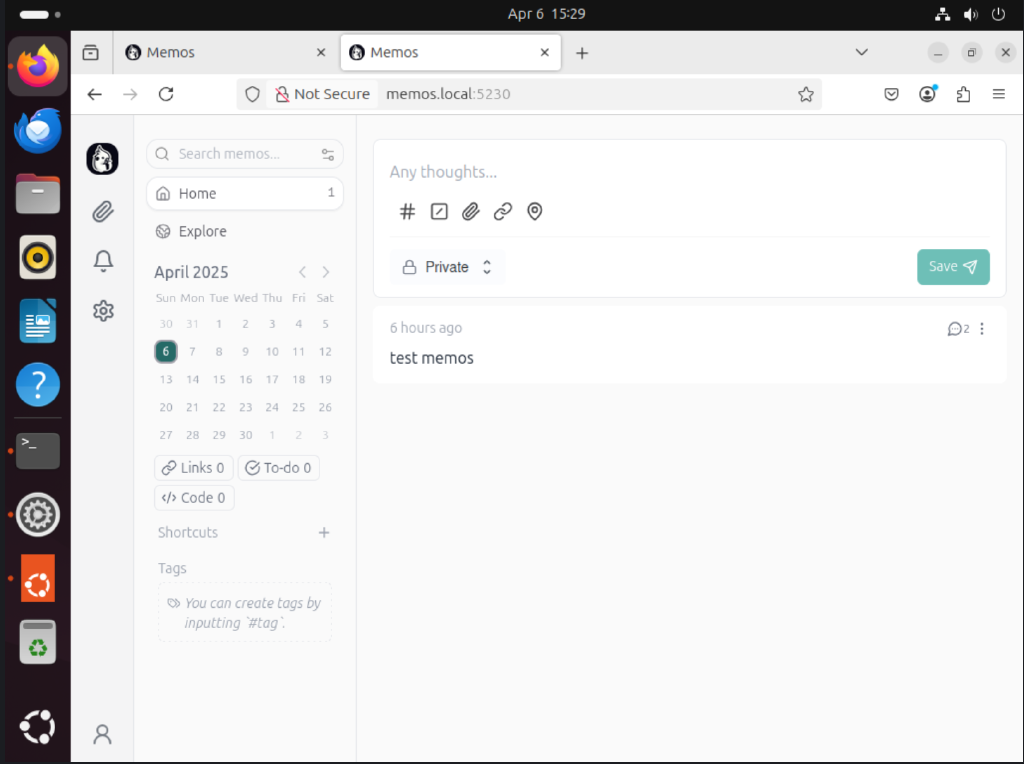 Apr 6 15:29
Memos
Memos
Not Secure
memos.local:5230
Search memos...
Home 1
Explore
April 2025
Sun Mon Tue Wed Thu Fri Sat
30 31 1 2 3 4 5
6 7 8 9 10 11 12
13 14 15 16 17 18 19
20 21 22 23 24 25 26
27 28 29 30 1 2 3
Links 0
To-do 0
Code 0
Shortcuts
Tags
You can create tags by
inputting `#tag`.
Any thoughts...
Private
Save
6 hours ago
2
test memos